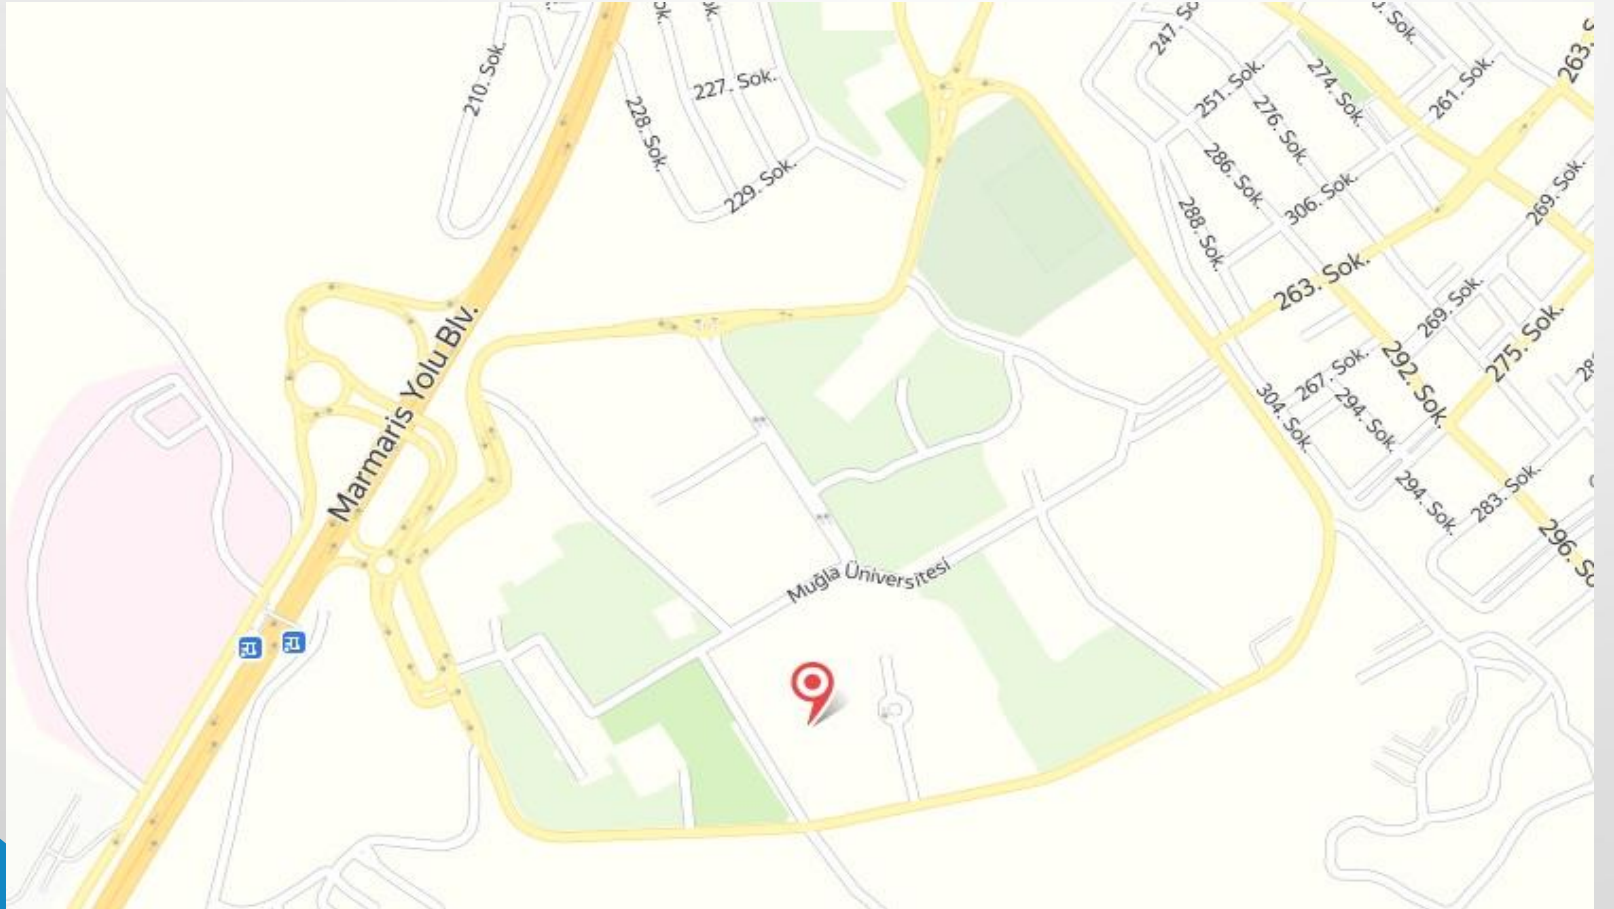 247. So
ɔ. Sok.
263. S
210. Sok.
227. Sok.
228. Sok.
229. Sok.
251. Sok.
274. Sok.
261. Sok.
276. Sok.
286. Sok.
306. Sok.
269. Sok.
288. Sok.
263. Sok.
269. Sok.
275. Sok.
Marmaris Yolu Blv.
267. Sok.
292. Sok.
294. Sok.
304. Sok.
294. Sok.
283. Sok.
296. So
Muğla Üniversitesi